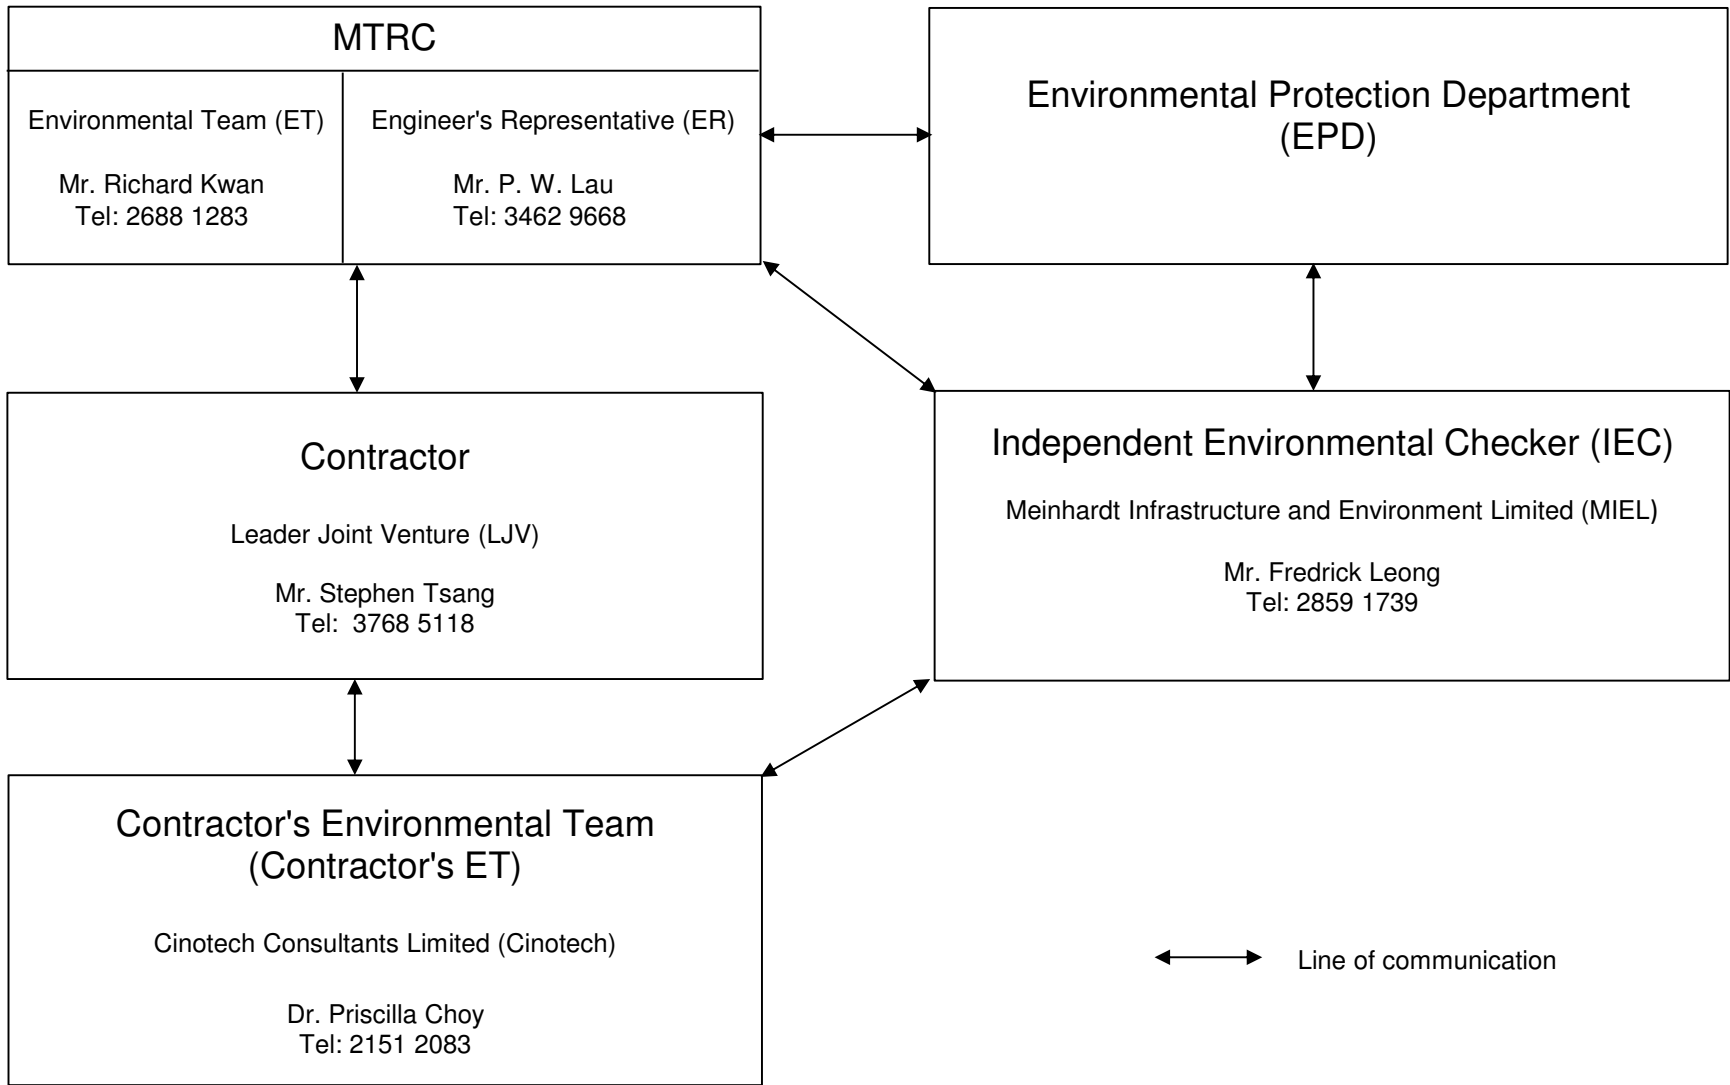 MTRC
Environmental Team (ET)
Mr. Richard Kwan
Tel: 2688 1283
Engineer's Representative (ER)
Mr. P. W. Lau
Tel: 3462 9668
Environmental Protection Department
(EPD)
Contractor
Leader Joint Venture (LJV)
Mr. Stephen Tsang
Tel: 3768 5118
Independent Environmental Checker (IEC)
Meinhardt Infrastructure and Environment Limited (MIEL)
Mr. Fredrick Leong
Tel: 2859 1739
Contractor's Environmental Team
(Contractor's ET)
Cinotech Consultants Limited (Cinotech)
Dr. Priscilla Choy
Tel: 2151 2083
Line of communication